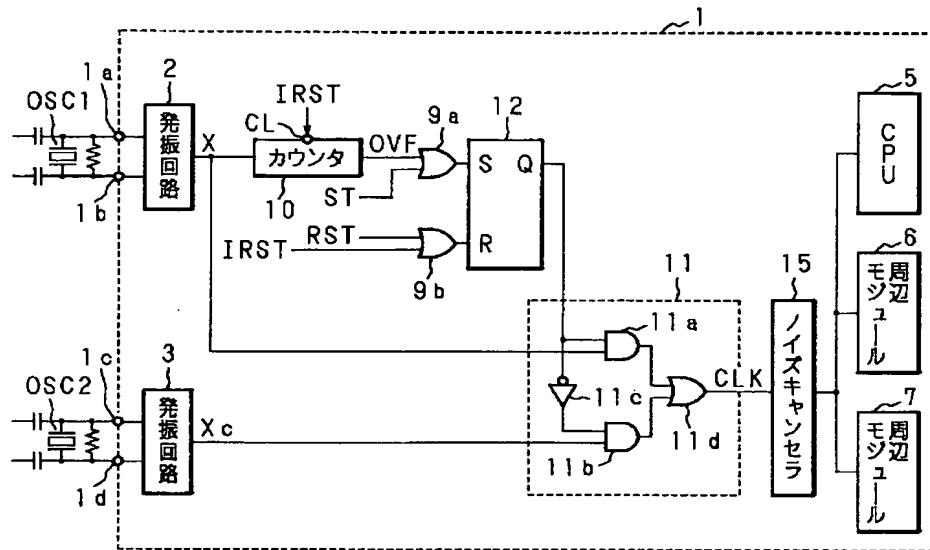 1
1a
2
OSC1
発振回路
1b
X
IRST
CL
カウンタ
10
OVF
ST
9a
12
S
Q
R
RST
IRST
9b
5
CPU
6
周辺モジュール
7
周辺モジュール
15
ノイズキャンセラ
11
11a
11c
11b
11d
CLK
1c
3
OSC2
発振回路
1d
Xc